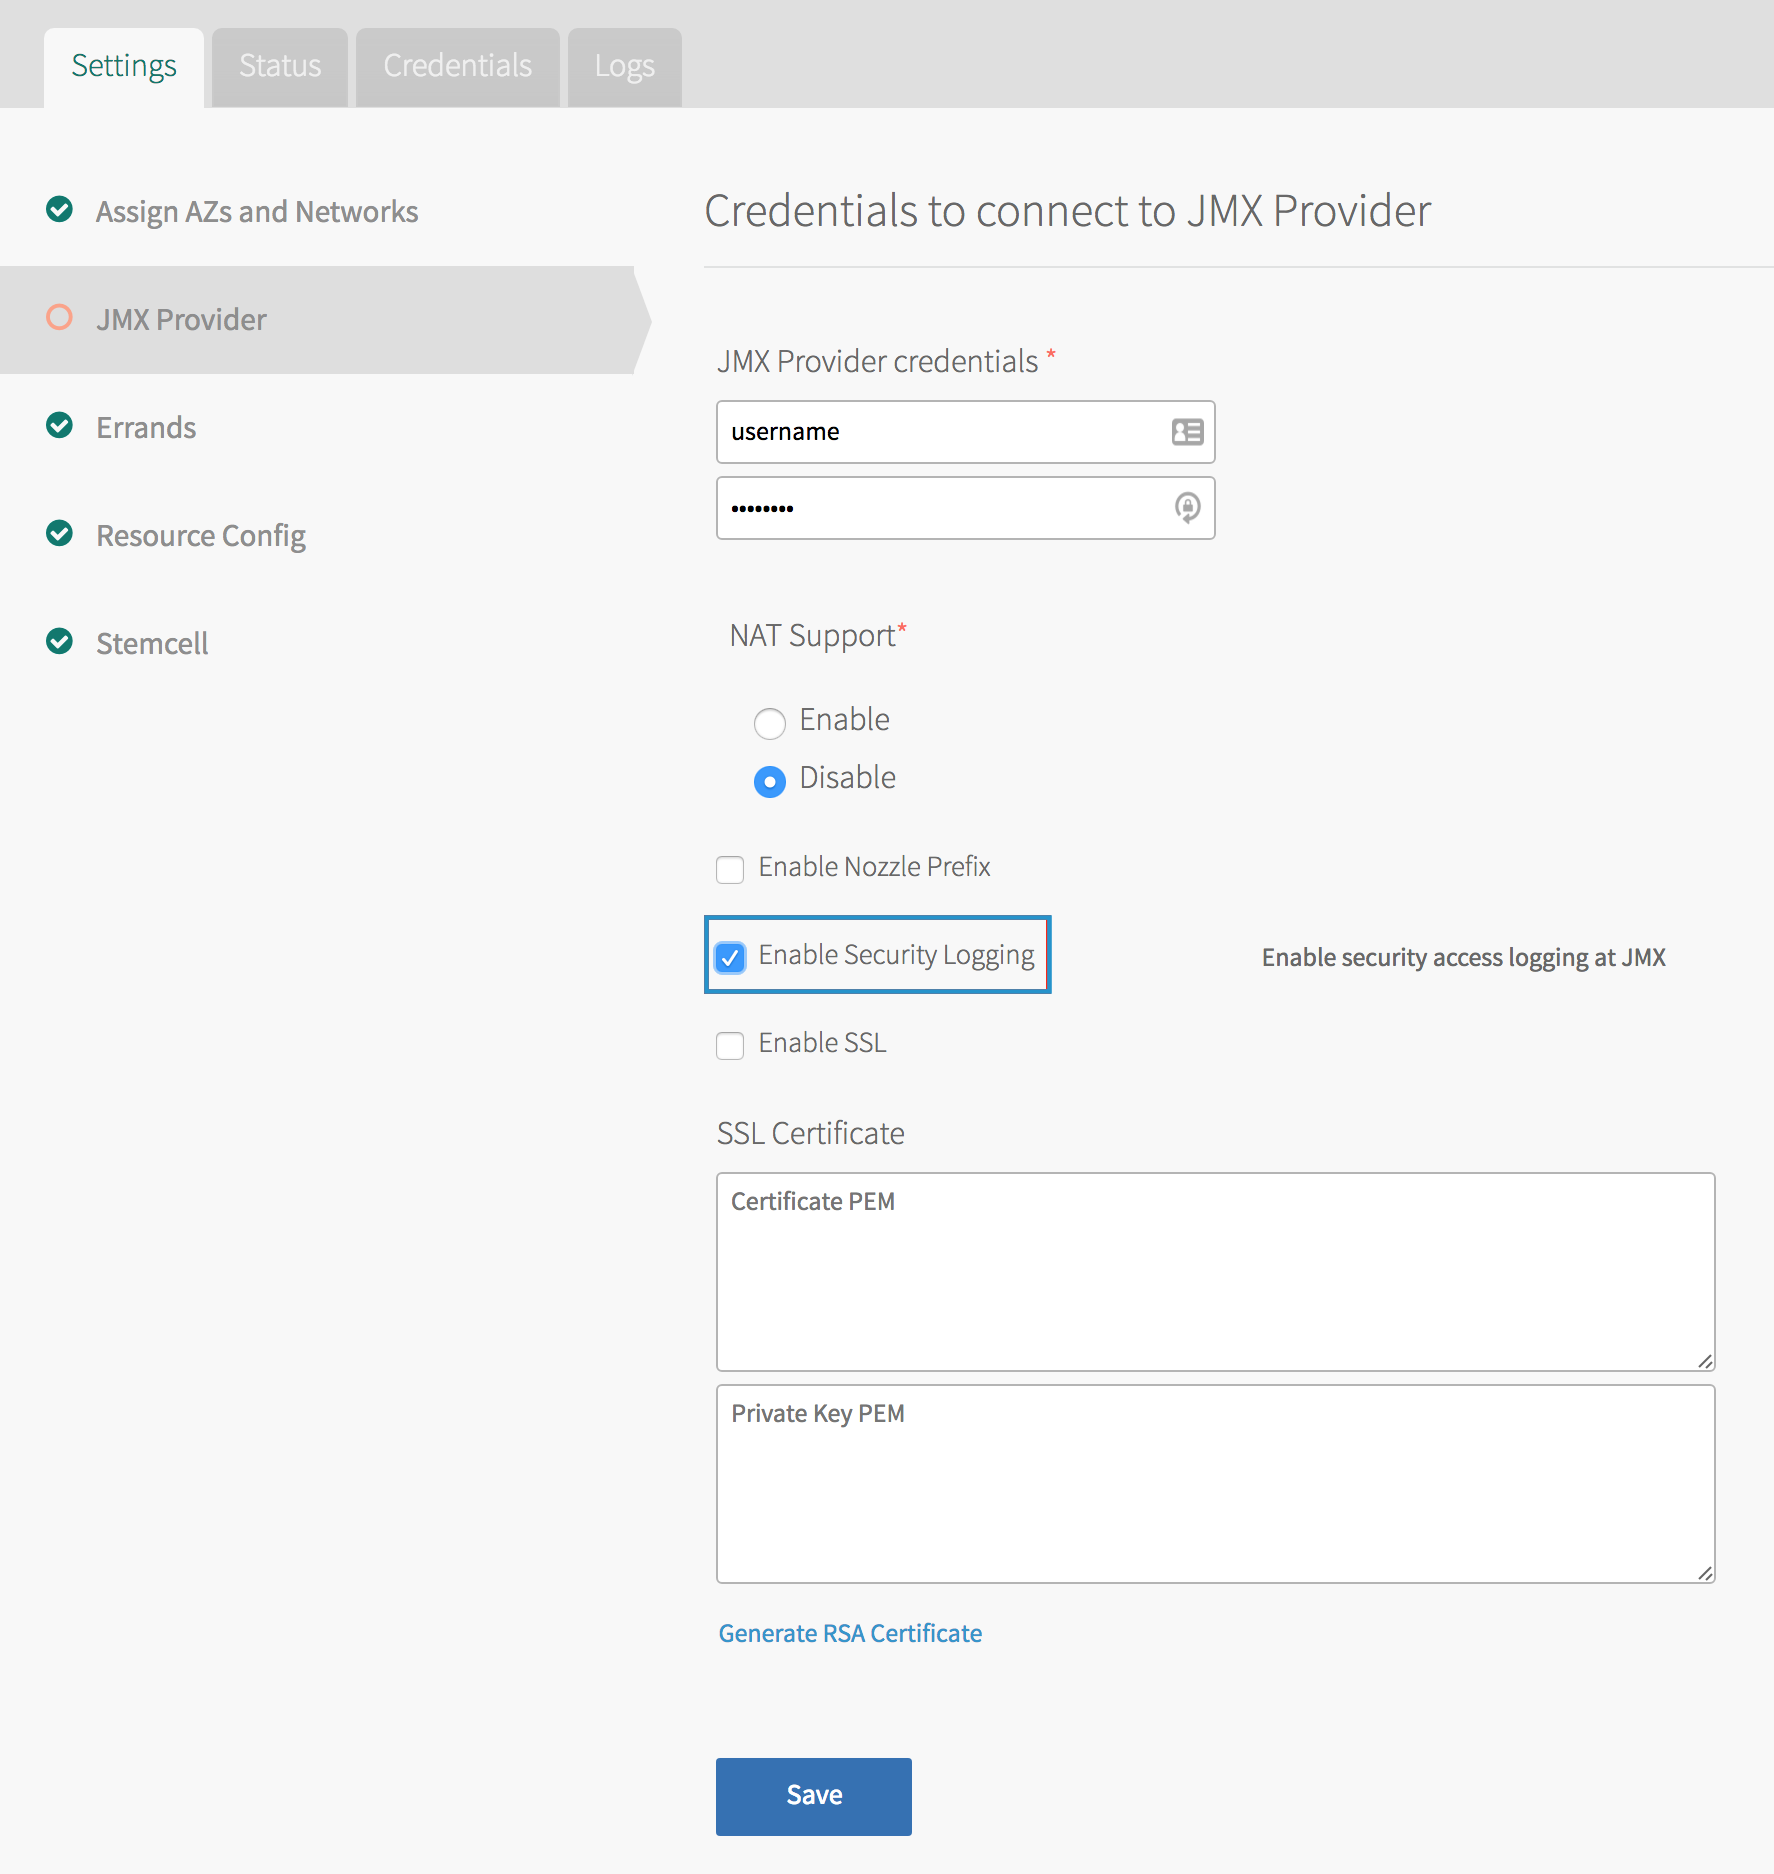 Settings
Status
Credentials
Logs
Assign AZs and Networks
JMX Provider
Errands
Resource Config
Stemcell
Credentials to connect to JMX Provider
JMX Provider credentials *
username
••••••••
NAT Support*
Enable
Disable
Enable Nozzle Prefix
Enable Security Logging
Enable security access logging at JMX
Enable SSL
SSL Certificate
Certificate PEM
Private Key PEM
Generate RSA Certificate
Save